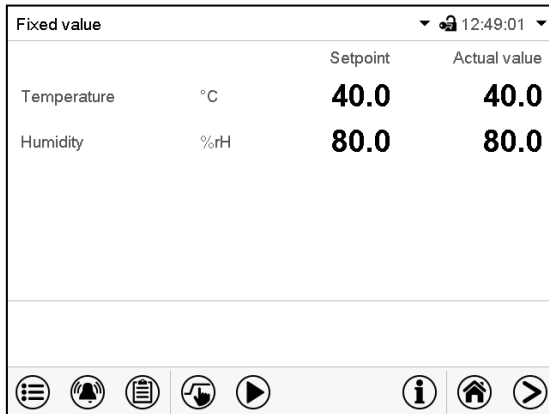 Fixed value 12:49:01
Setpoint Actual value
Temperature °C 40.0 40.0
Humidity %rH 80.0 80.0